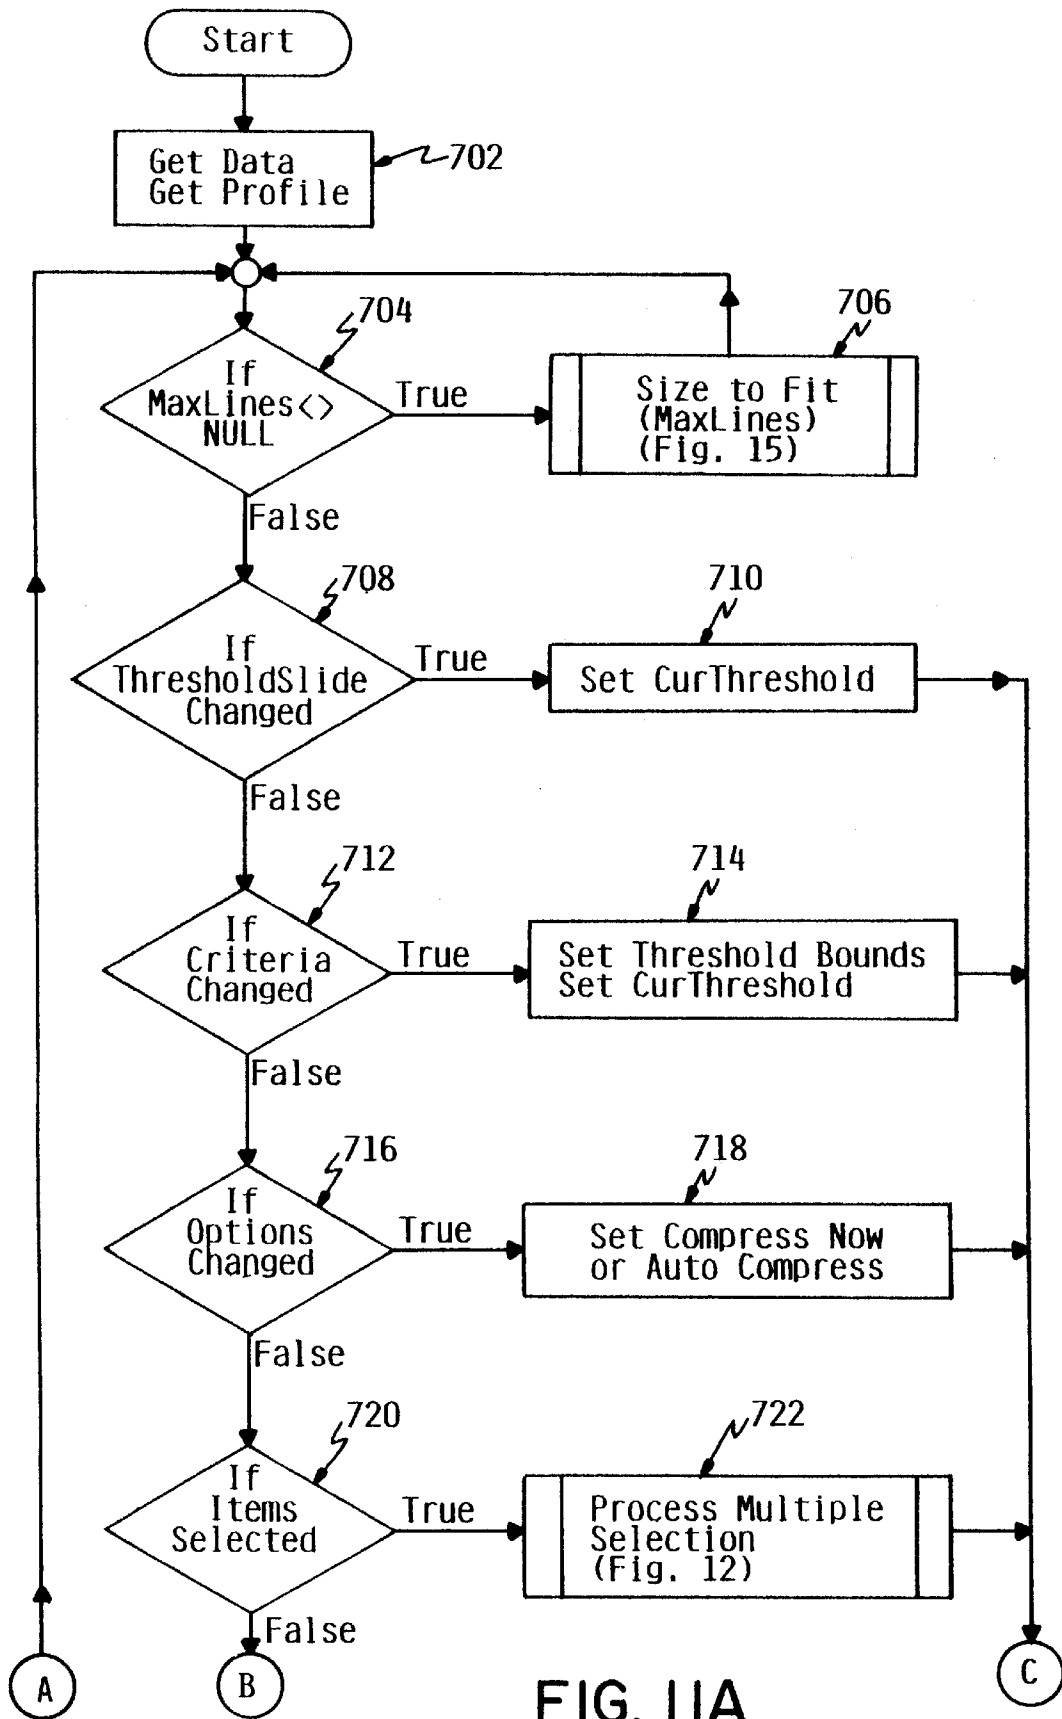 Start
Get Data
Get Profile
702
704
If
MaxLines<>
NULL
True
706
Size to Fit
(MaxLines)
(Fig. 15)
False
708
If
ThresholdSlide
Changed
True
710
Set CurThreshold
False
712
If
Criteria
Changed
True
714
Set Threshold Bounds
Set CurThreshold
False
716
If
Options
Changed
True
718
Set Compress Now
or Auto Compress
False
720
If
Items
Selected
True
722
Process Multiple
Selection
(Fig. 12)
False
A
B
C
FIG. 11A